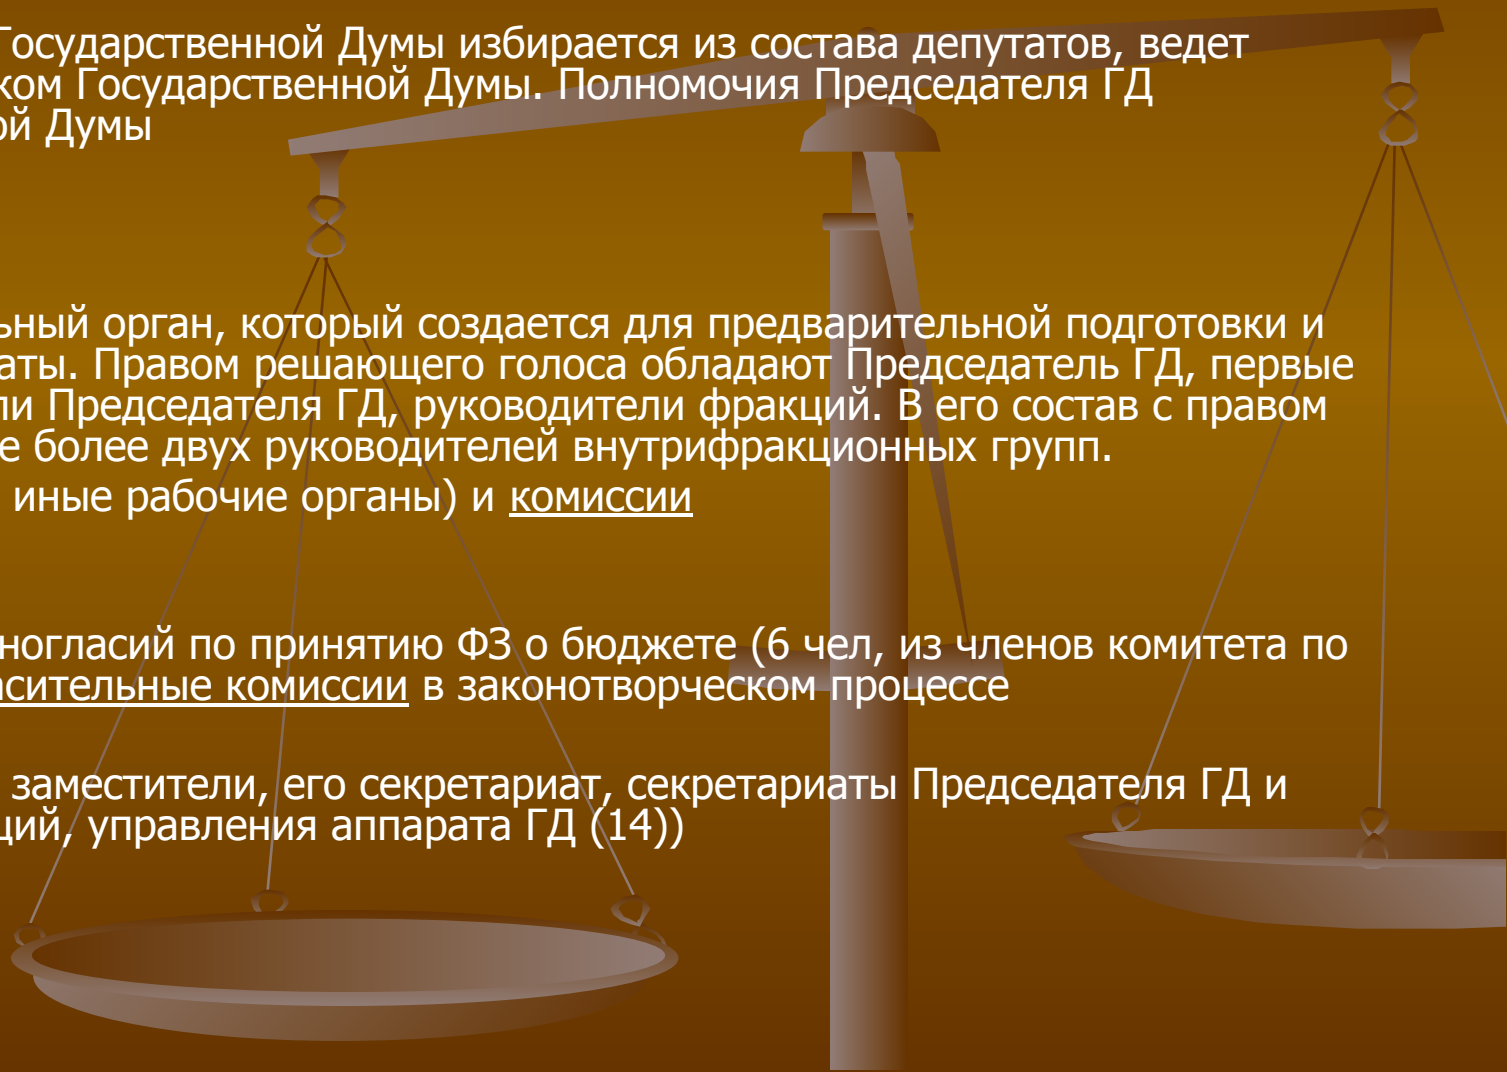 Государственной Думы избирается из состава депутатов, ведет
ком Государственной Думы. Полномочия Председателя ГД
ой Думы
ьный орган, который создается для предварительной подготовки и
аты. Правом решающего голоса обладают Председатель ГД, первые
ли Председателя ГД, руководители фракций. В его состав с правом
е более двух руководителей внутрифракционных групп.
иные рабочие органы) и комиссии
ногласий по принятию ФЗ о бюджете (6 чел, из членов комитета по
асительные комиссии в законотворческом процессе
заместители, его секретариат, секретариаты Председателя ГД и
ций, управления аппарата ГД (14))